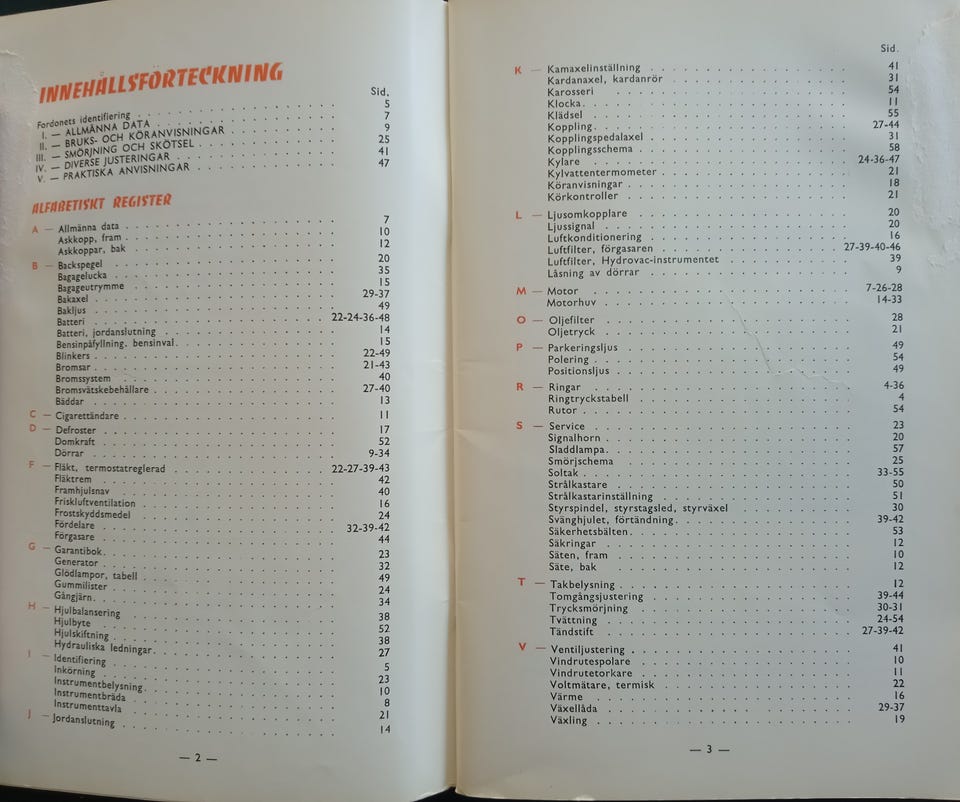 INNEHÅLLSFÖRTECKNING
Sid.
Fordonets identifiering 5
I. — ALLMÄNNA DATA 7
II. — BRUKS- OCH KÖRANVISNINGAR 9
III. — SMÖRJNING OCH SKÖTSEL 25
IV. — DIVERSE JUSTERINGAR 41
V. — PRAKTISKA ANVISNINGAR 47
ALFABETISKT REGISTER
A — Allmänna data 7
Askkopp, fram 10
Askkoppar, bak 12
B — Backspegel 20
Bagagelucka 35
Bagageutrymme 15
Bakaxel 29-37
Bakljus 49
Batteri 22-24-36-48
Batteri, jordanslutning 14
Bensinpåfyllning, bensinval 15
Blinkers 22-49
Bromsar 21-43
Bromssystem 40
Bromsvätskebehållare 27-40
Bäddar 13
C — Cigarettändare 11
D — Defroster 17
Domkraft 52
Dörrar 9-34
F — Fläkt, termostatreglerad 22-27-39-43
Fläktrem 42
Framhjulsnav 40
Friskluftventilation 16
Frostskyddsmedel 24
Fördelare 32-39-42
Förgasare 44
G — Garantibok 23
Generator 32
Glödlampor, tabell 49
Gummilister 24
Gångjärn 34
H — Hjulbalansering 38
Hjulbyte 52
Hjulskiftning 38
Hydrauliska ledningar 27
I — Identifiering 5
Inkörning 23
Instrumentbelysning 10
Instrumentbräda 8
Instrumenttavla 21
J — Jordanslutning 14
— 2 —
Sid.
K — Kamaxelinställning 41
Kardanaxel, kardanrör 31
Karosseri 54
Klocka 11
Klädsel 55
Koppling 27-44
Kopplingspedalaxel 31
Kopplingsschema 58
Kylare 24-36-47
Kylvattentermometer 21
Köranvisningar 18
Körkontroller 21
L — Ljusomkopplare 20
Ljussignal 20
Luftkonditionering 16
Luftfilter, förgasaren 27-39-40-46
Luftfilter, Hydrovac-instrumentet 39
Låsning av dörrar 9
M — Motor 7-26-28
Motorhuv 14-33
O — Oljefilter 28
Oljetryck 21
P — Parkeringsljus 49
Polering 54
Positionsljus 49
R — Ringar 4-36
Ringtryckstabell 4
Rutor 54
S — Service 23
Signalhorn 20
Sladdlampa 57
Smörjschema 25
Soltak 33-55
Strålkastare 50
Strålkastarinställning 51
Styrspindel, styrstagsled, styrväxel 30
Svänghjulet, förtändning 39-42
Säkerhetsbälten 53
Säkringar 12
Säten, fram 10
Säte, bak 12
T — Takbelysning 12
Tomgångsjustering 39-44
Trycksmörjning 30-31
Tvättning 24-54
Tändstift 27-39-42
V — Ventiljustering 41
Vindrutespolare 10
Vindrutetorkare 11
Voltmätare, termisk 22
Värme 16
Växellåda 29-37
Växling 19
— 3 —